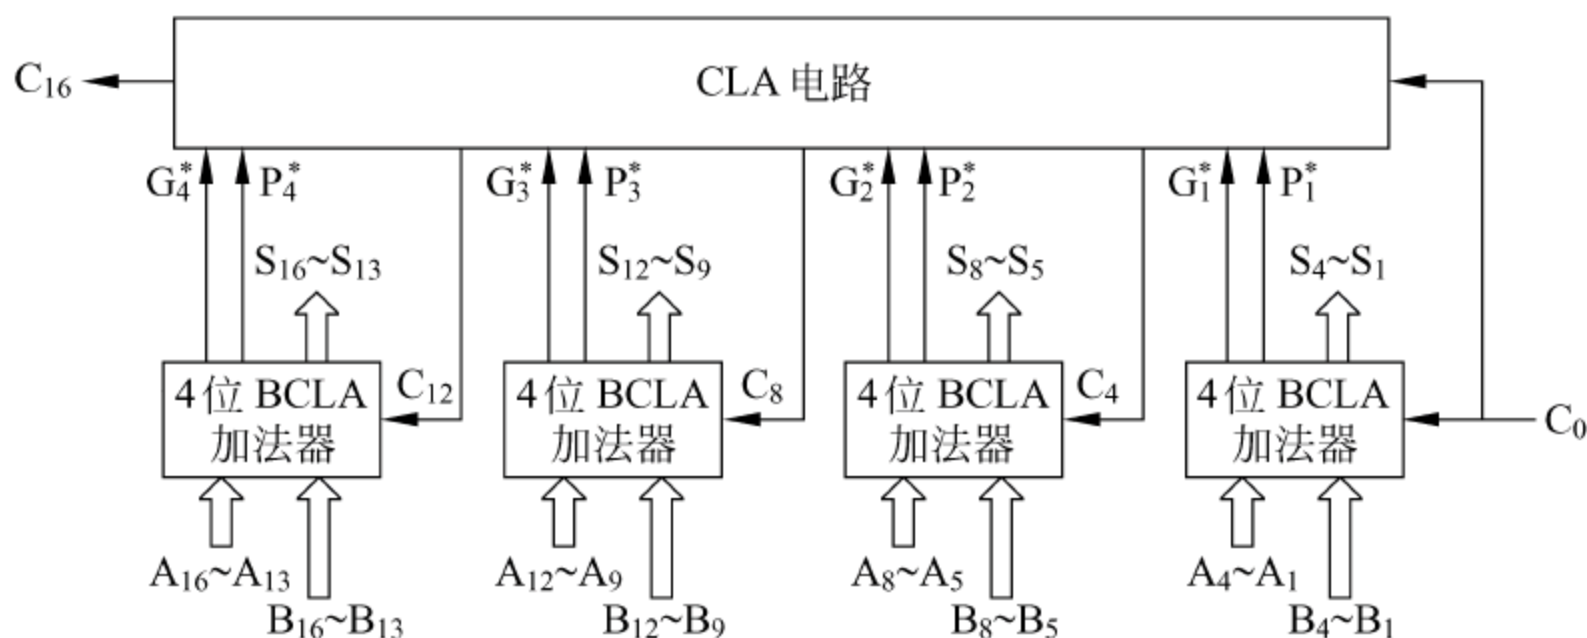 C₁₆
CLA 电路
G₄* P₄* G₃* P₃* G₂* P₂* G₁* P₁*
S₁₆~S₁₃ S₁₂~S₉ S₈~S₅ S₄~S₁
4位 BCLA 加法器
C₁₂
4位 BCLA 加法器
C₈
4位 BCLA 加法器
C₄
4位 BCLA 加法器
C₀
A₁₆~A₁₃ A₁₂~A₉ A₈~A₅ A₄~A₁
B₁₆~B₁₃ B₁₂~B₉ B₈~B₅ B₄~B₁